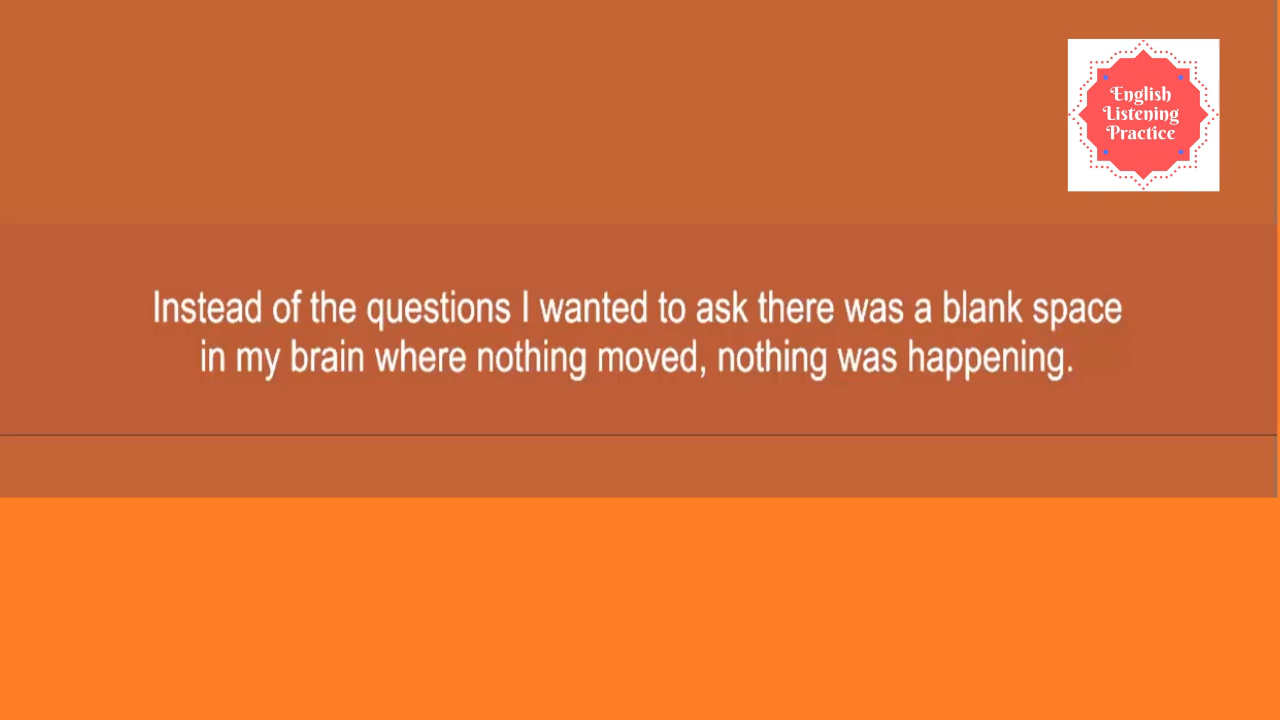 English
Listening
Practice
Instead of the questions I wanted to ask there was a blank space
in my brain where nothing moved, nothing was happening.